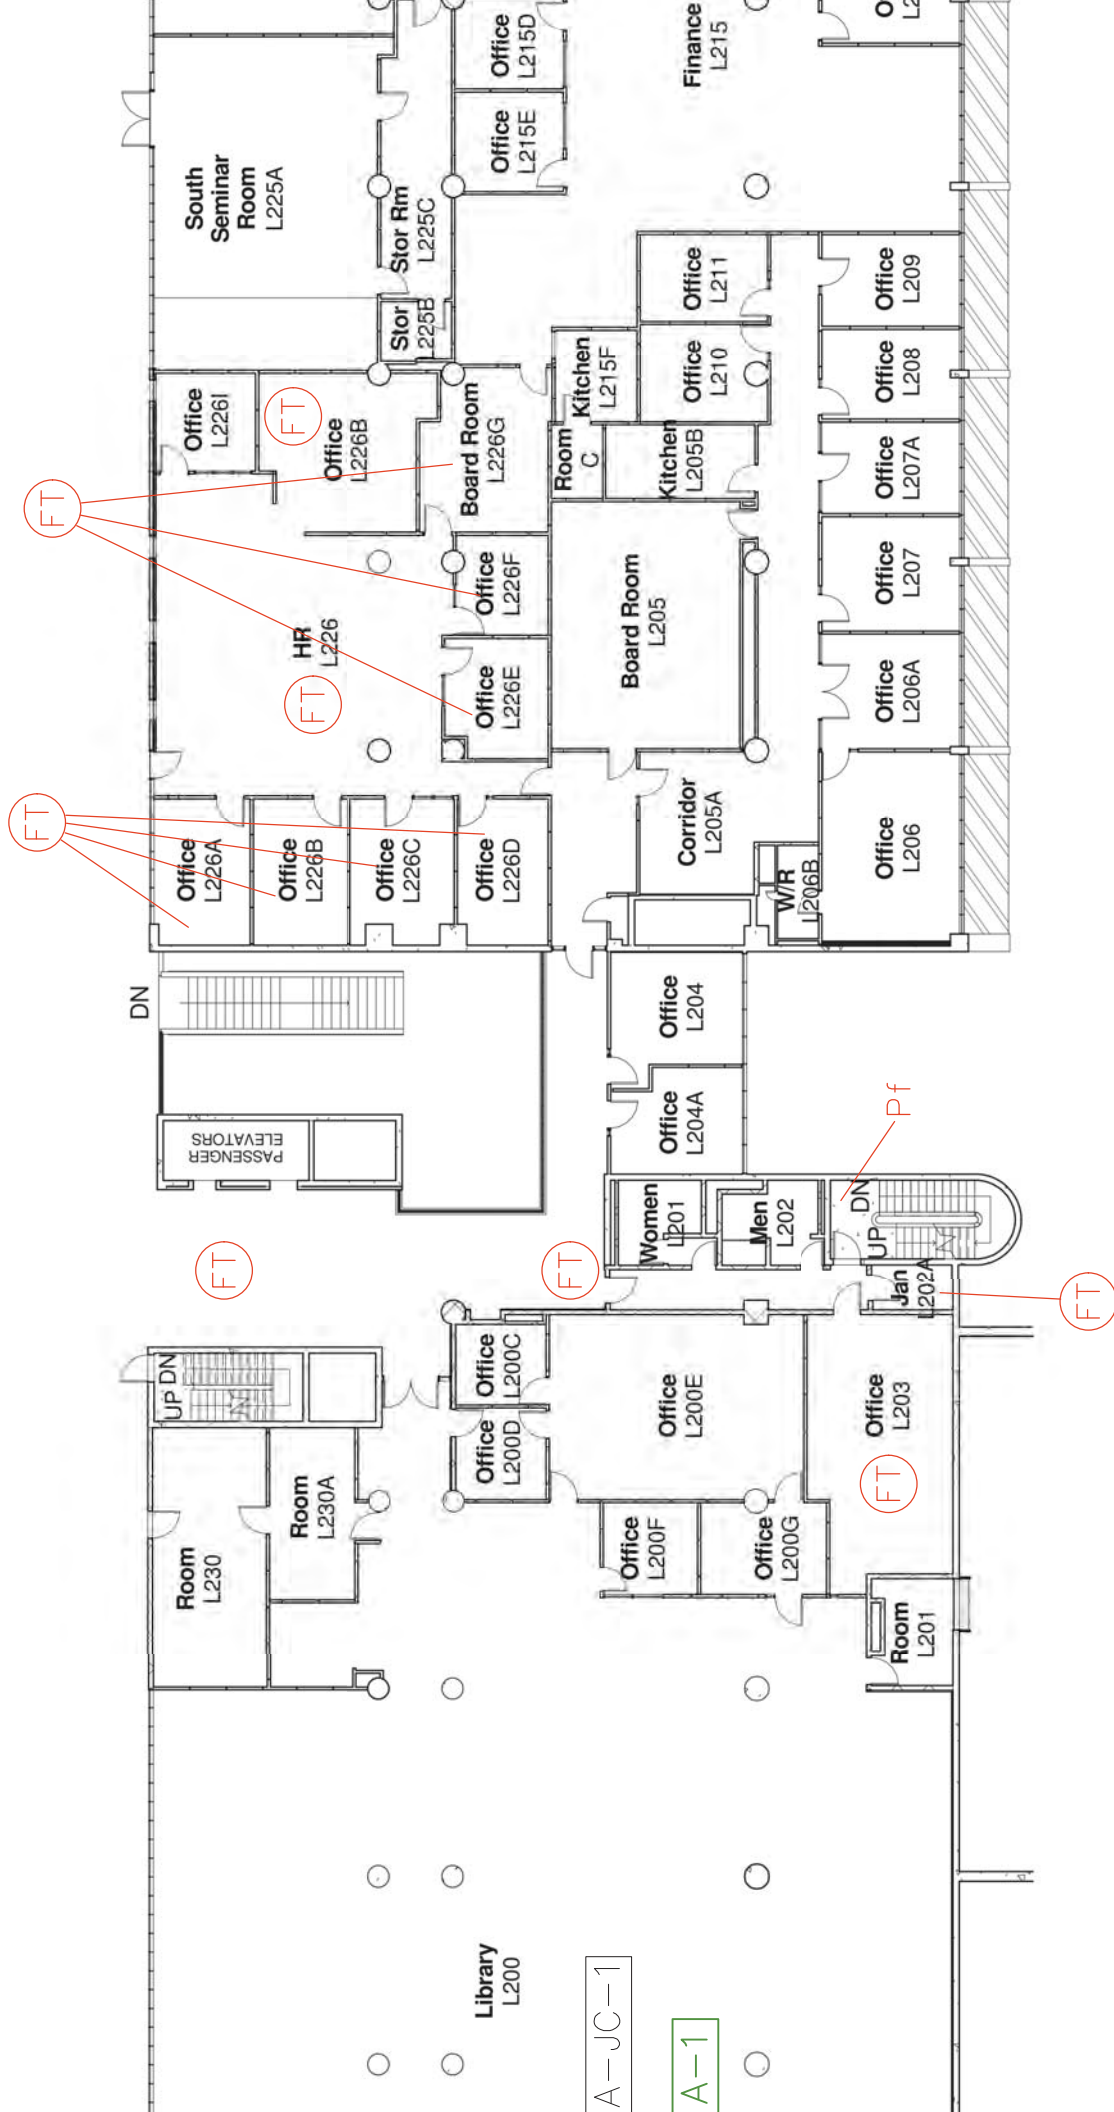 Office
L215D
Finance
L215
Office
L215E
South
Seminar
Room
L225A
Stor Rm
L225C
Stor
225B
Office
L211
Office
L209
Office
L226I
FT
Office
L226B
Board Room
L226G
Kitchen
L215F
Office
L210
Office
L208
FT
Room
C
Kitchen
L205B
Office
L207A
HR
L226
FT
Office
L226F
Office
L226E
Board Room
L205
Office
L207
Office
L206A
FT
Office
L226A
Office
L226B
Office
L226C
Office
L226D
Corridor
L205A
W/R
L206B
Office
L206
DN
Office
L204
Office
L204A
PASSENGER
ELEVATORS
Pf
FT
FT
Women
L201
Men
L202
UP
DN
Jan
L202A
FT
UP
DN
Office
L200C
Office
L200D
Office
L200E
Office
L203
FT
Room
L230
Room
L230A
Office
L200F
Office
L200G
Room
L201
Library
L200
A-JC-1
A-1